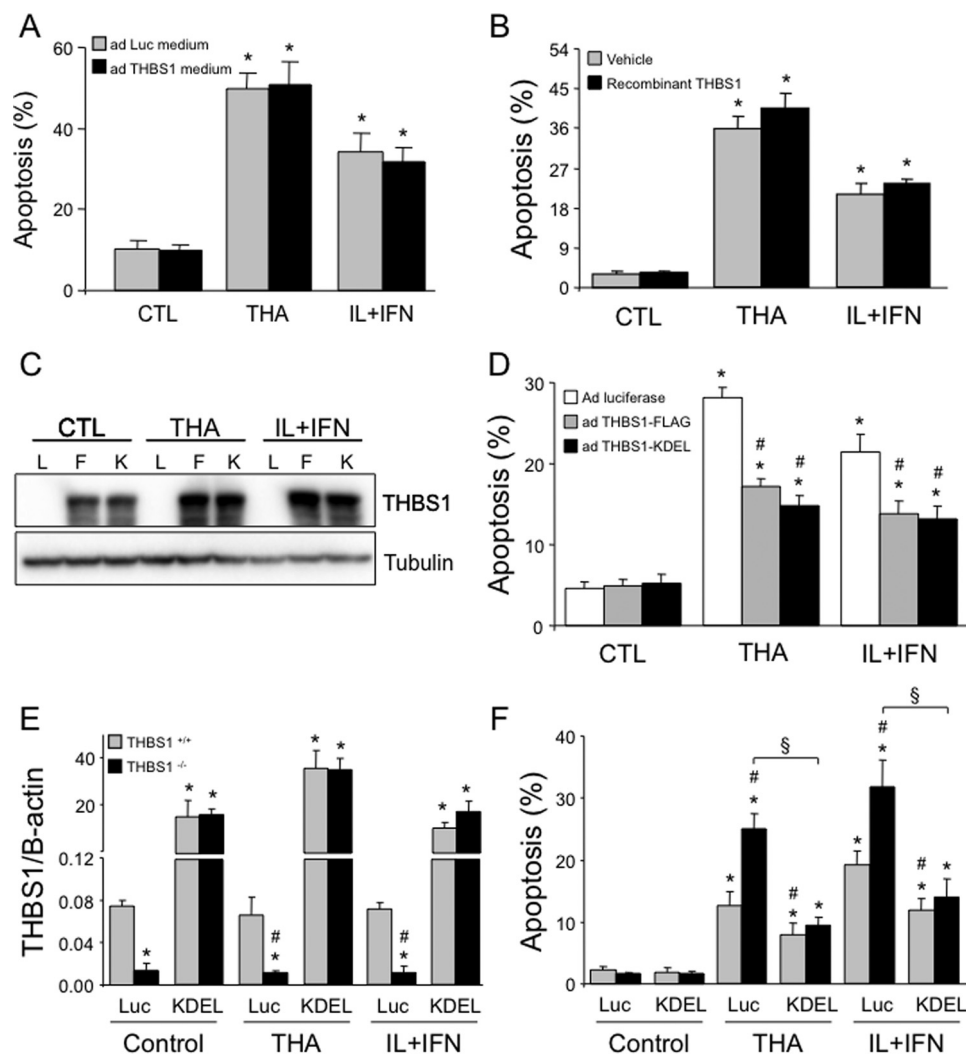 A
ad Luc medium
ad THBS1 medium
Apoptosis (%)
60
40
20
0
* * * *
CTL THA IL+IFN
B
Vehicle
Recombinant THBS1
Apoptosis (%)
54
45
36
27
18
9
0
* * * *
CTL THA IL+IFN
C
CTL THA IL+IFN
L F K L F K L F K
THBS1
Tubulin
D
Ad luciferase
ad THBS1-FLAG
ad THBS1-KDEL
Apoptosis (%)
30
20
10
0
* *
# # # #
* * * *
CTL THA IL+IFN
E
THBS1 +/+
THBS1 -/-
THBS1/B-actin
40
20
0.12
0.08
0.04
0.00
* * * * * *
# #
* * *
Luc KDEL Luc KDEL Luc KDEL
Control THA IL+IFN
F
Apoptosis (%)
40
30
20
10
0
§ §
# # # #
* * * * * * * *
Luc KDEL Luc KDEL Luc KDEL
Control THA IL+IFN